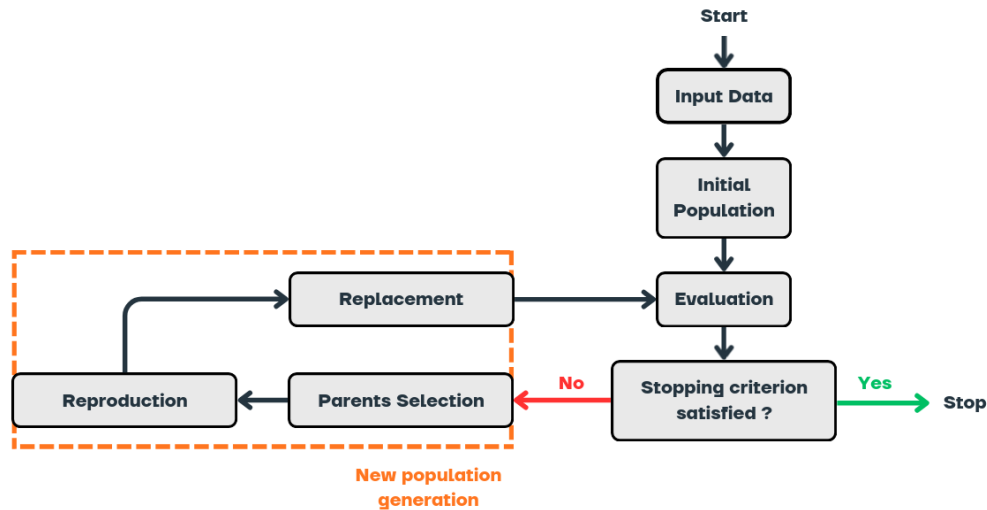 Start
Input Data
Initial
Population
Evaluation
Replacement
Reproduction
Parents Selection
No
Stopping criterion
satisfied ?
Yes
Stop
New population
generation